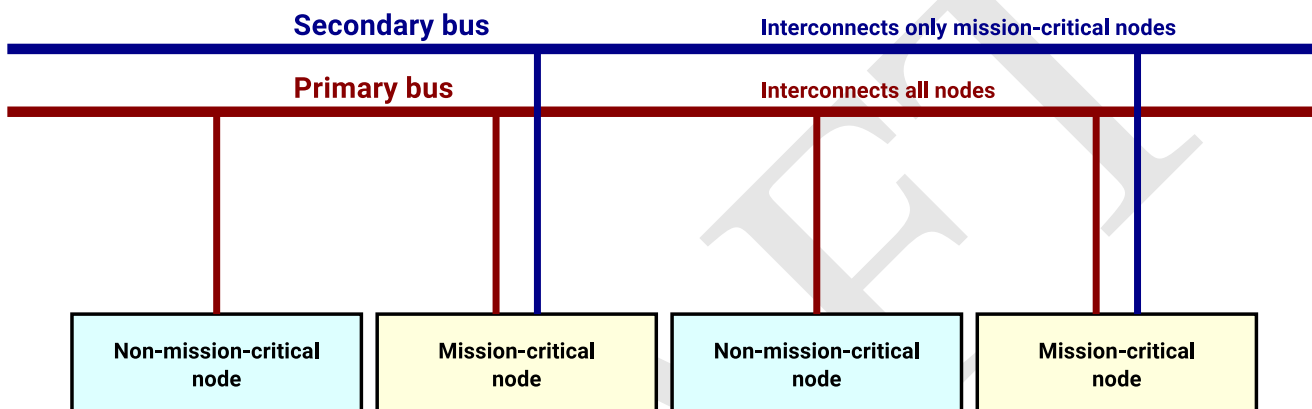 Secondary bus
Interconnects only mission-critical nodes
Primary bus
Interconnects all nodes
Non-mission-critical
node
Mission-critical
node
Non-mission-critical
node
Mission-critical
node